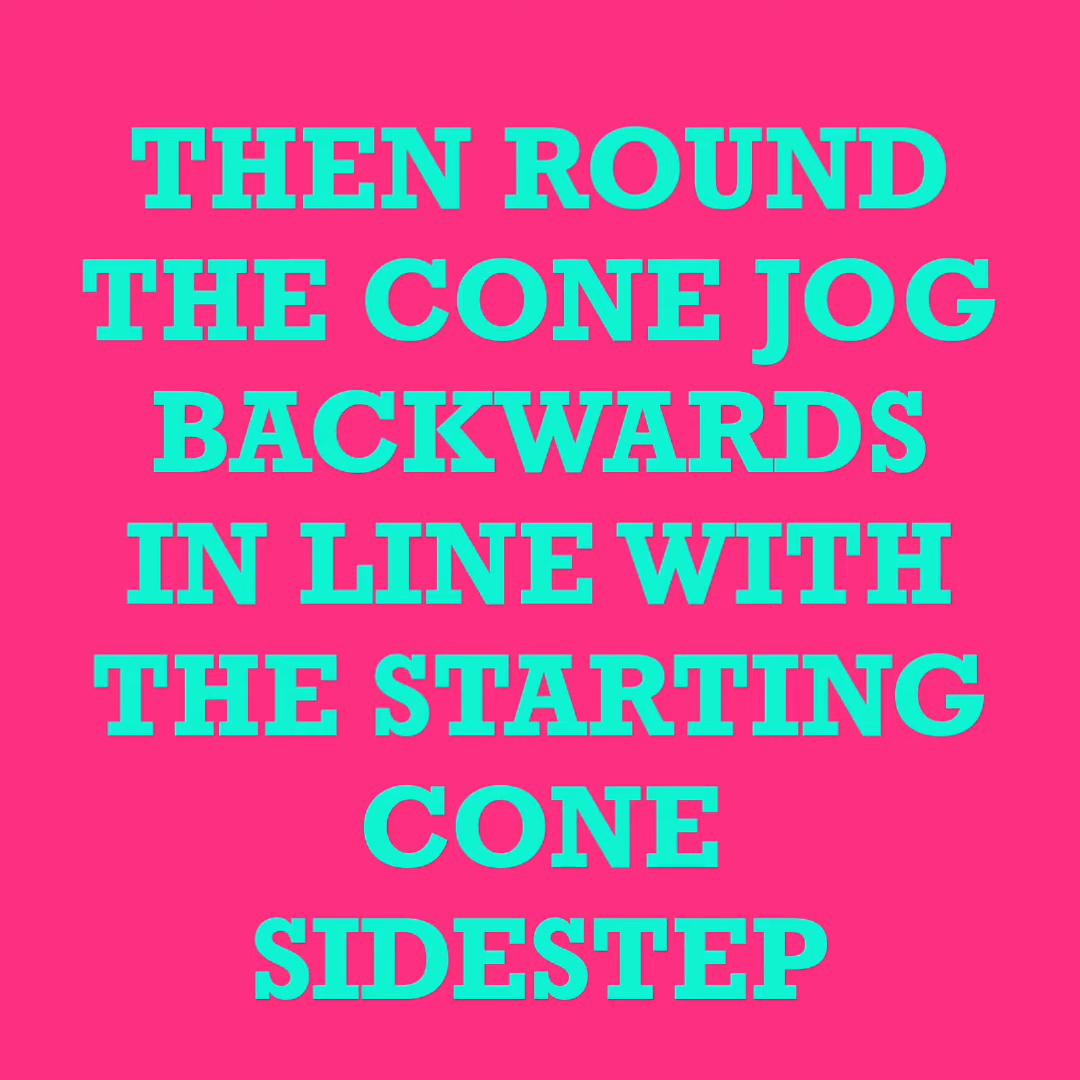 THEN ROUND
THE CONE JOG
BACKWARDS
IN LINE WITH
THE STARTING
CONE
SIDESTEP